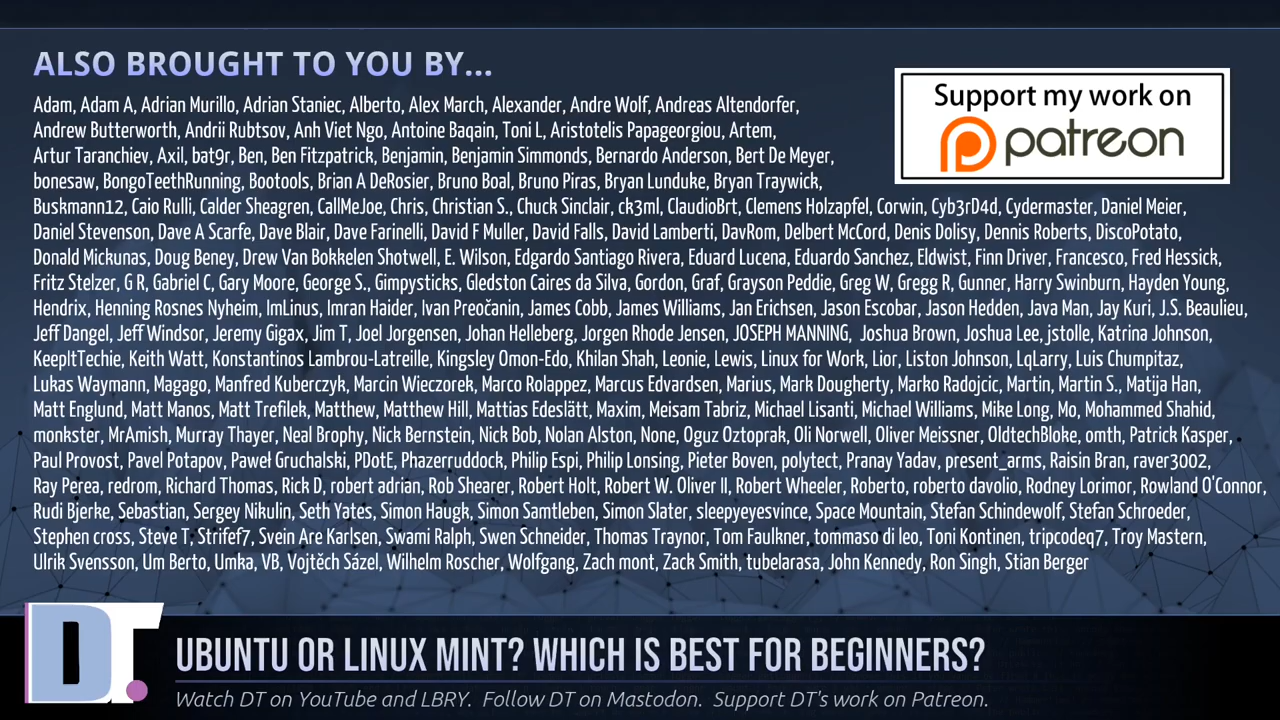 ALSO BROUGHT TO YOU BY...
Support my work on
patreon
Adam, Adam A, Adrian Murillo, Adrian Staniec, Alberto, Alex March, Alexander, Andre Wolf, Andreas Altendorfer,
Andrew Butterworth, Andrii Rubtsov, Anh Viet Ngo, Antoine Baqain, Toni L, Aristotelis Papageorgiou, Artem,
Artur Taranchiev, Axil, bat9r, Ben, Ben Fitzpatrick, Benjamin, Benjamin Simmonds, Bernardo Anderson, Bert De Meyer,
bonesaw, BongoTeethRunning, Bootools, Brian A DeRosier, Bruno Boal, Bruno Piras, Bryan Lunduke, Bryan Traywick,
Buskmann12, Caio Rulli, Calder Sheagren, CallMeJoe, Chris, Christian S., Chuck Sinclair, ck3ml, ClaudioBrt, Clemens Holzapfel, Corwin, Cyb3rD4d, Cydermaster, Daniel Meier,
Daniel Stevenson, Dave A Scarfe, Dave Blair, Dave Farinelli, David F Muller, David Falls, David Lamberti, DavRom, Delbert McCord, Denis Dolisy, Dennis Roberts, DiscoPotato,
Donald Mickunas, Doug Beney, Drew Van Bokkelen Shotwell, E. Wilson, Edgardo Santiago Rivera, Eduard Lucena, Eduardo Sanchez, Eldwist, Finn Driver, Francesco, Fred Hessick,
Fritz Stelzer, G R, Gabriel C, Gary Moore, George S., Gimpysticks, Gledston Caires da Silva, Gordon, Graf, Grayson Peddie, Greg W, Gregg R, Gunner, Harry Swinburn, Hayden Young,
Hendrix, Henning Rosnes Nyheim, ImLinus, Imran Haider, Ivan Preočanin, James Cobb, James Williams, Jan Erichsen, Jason Escobar, Jason Hedden, Java Man, Jay Kuri, J.S. Beaulieu,
Jeff Dangel, Jeff Windsor, Jeremy Gigax, Jim T, Joel Jorgensen, Johan Helleberg, Jorgen Rhode Jensen, JOSEPH MANNING, Joshua Brown, Joshua Lee, jstolle, Katrina Johnson,
KeepItTechie, Keith Watt, Konstantinos Lambrou-Latreille, Kingsley Omon-Edo, Khilan Shah, Leonie, Lewis, Linux for Work, Lior, Liston Johnson, LqLarry, Luis Chumpitaz,
Lukas Waymann, Magago, Manfred Kuberczyk, Marcin Wieczorek, Marco Rolappez, Marcus Edvardsen, Marius, Mark Dougherty, Marko Radojcic, Martin, Martin S., Matija Han,
Matt Englund, Matt Manos, Matt Trefilek, Matthew, Matthew Hill, Mattias Edeslätt, Maxim, Meisam Tabriz, Michael Lisanti, Michael Williams, Mike Long, Mo, Mohammed Shahid,
monkster, MrAmish, Murray Thayer, Neal Brophy, Nick Bernstein, Nick Bob, Nolan Alston, None, Oguz Oztoprak, Oli Norwell, Oliver Meissner, OldtechBloke, omth, Patrick Kasper,
Paul Provost, Pavel Potapov, Paweł Gruchalski, PDotE, Phazerruddock, Philip Espi, Philip Lonsing, Pieter Boven, polytect, Pranay Yadav, present_arms, Raisin Bran, raver3002,
Ray Perea, redrom, Richard Thomas, Rick D, robert adrian, Rob Shearer, Robert Holt, Robert W. Oliver II, Robert Wheeler, Roberto, roberto davolio, Rodney Lorimor, Rowland O'Connor,
Rudi Bjerke, Sebastian, Sergey Nikulin, Seth Yates, Simon Haugk, Simon Samtleben, Simon Slater, sleepyeyesvince, Space Mountain, Stefan Schindewolf, Stefan Schroeder,
Stephen cross, Steve T, Strifef7, Svein Are Karlsen, Swami Ralph, Swen Schneider, Thomas Traynor, Tom Faulkner, tommaso di leo, Toni Kontinen, tripcodeq7, Troy Mastern,
Ulrik Svensson, Um Berto, Umka, VB, Vojtěch Sázel, Wilhelm Roscher, Wolfgang, Zach mont, Zack Smith, tubelarasa, John Kennedy, Ron Singh, Stian Berger
DT.
UBUNTU OR LINUX MINT? WHICH IS BEST FOR BEGINNERS?
Watch DT on YouTube and LBRY. Follow DT on Mastodon. Support DT's work on Patreon.